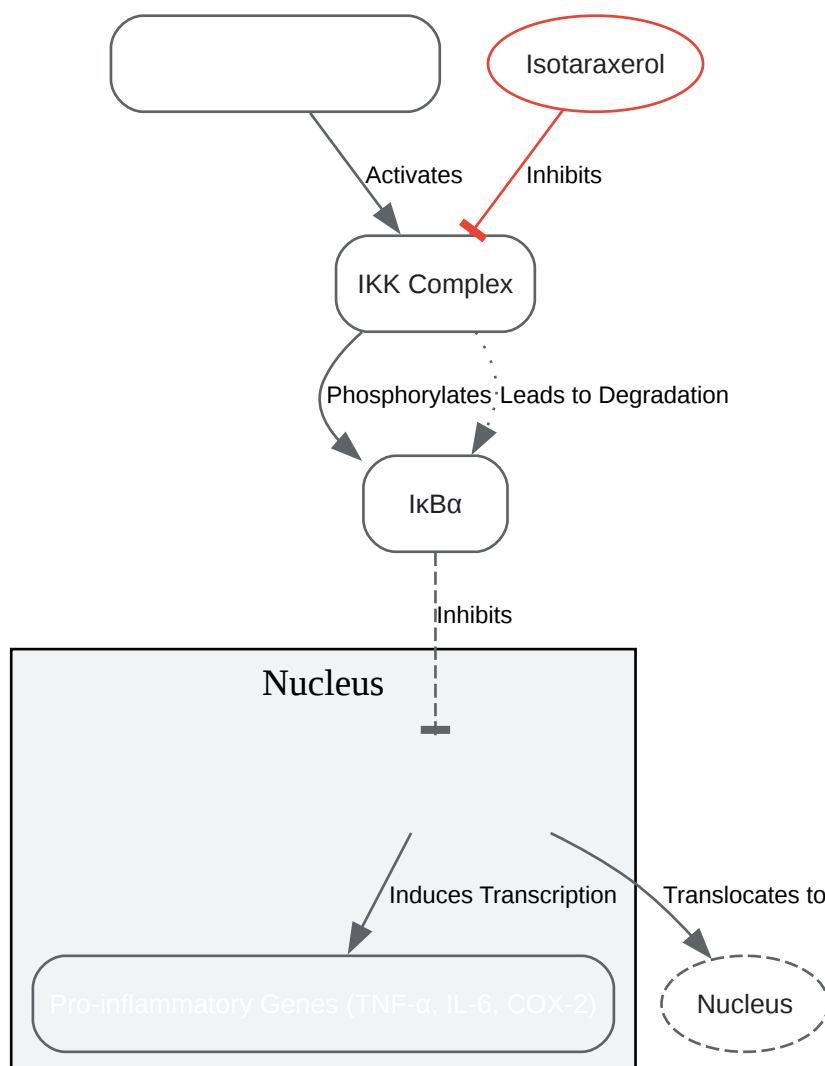 Isotaraxerol
Activates
Inhibits
IKK Complex
Phosphorylates
Leads to Degradation
IκBα
Inhibits
Nucleus
Induces Transcription
Translocates to
Pro-inflammatory Genes (TNF-α, IL-6, COX-2)
Nucleus